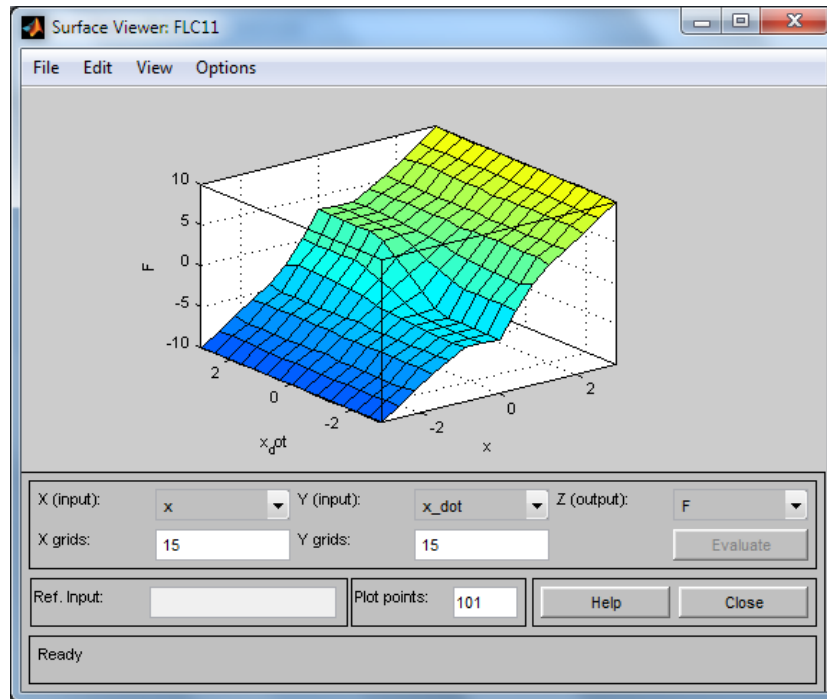 Surface Viewer: FLC11
File Edit View Options
10
5
0
-5
-10
F
2
0
-2
x_dot
-2
0
2
x
X (input): x Y (input): x_dot Z (output): F
X grids: 15 Y grids: 15 Evaluate
Ref. Input: Plot points: 101 Help Close
Ready